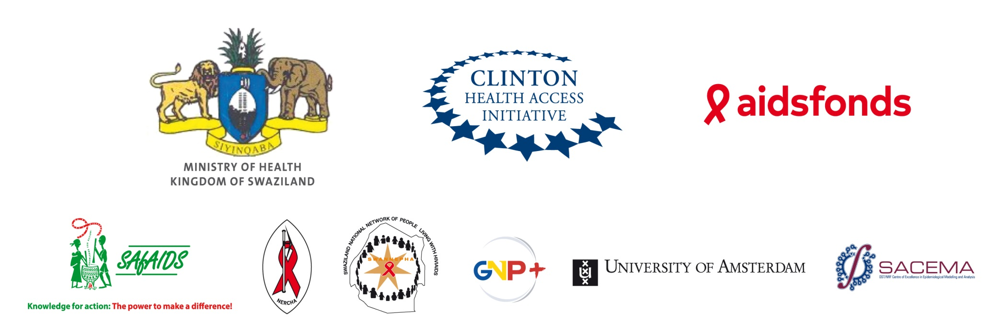 SIYINQABA
MINISTRY OF HEALTH
KINGDOM OF SWAZILAND
CLINTON
HEALTH ACCESS
INITIATIVE
aidsfonds
SAfAIDS
Knowledge for action: The power to make a difference!
NERCHA
SWAZILAND NATIONAL NETWORK OF PEOPLE LIVING WITH HIV/AIDS
SWANNEPHA
GNP+
UNIVERSITY OF AMSTERDAM
SACEMA
DST/NRF Centre of Excellence in Epidemiological Modelling and Analysis